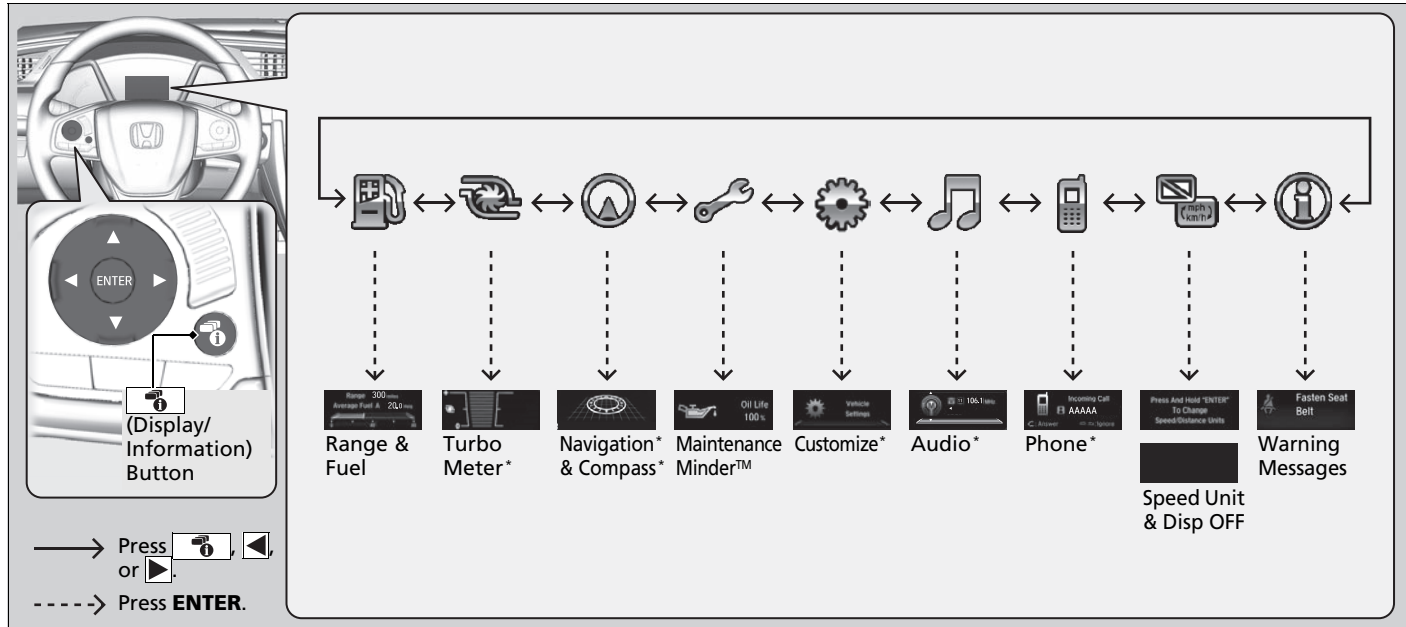 mph
km/h
ENTER
(Display/
Information)
Button
Press , ,
or .
Press ENTER.
Range 300 miles
Average Fuel A 20.0
Range &
Fuel
Turbo
Meter*
Navigation*
& Compass*
Oil Life
100 %
Maintenance
Minder™
Vehicle
Settings
Customize*
106.1 MHz
Audio*
Incoming Call
AAAAA
Answer
Ignore
Phone*
Press And Hold "ENTER"
To Change
Speed/Distance Units
Speed Unit
& Disp OFF
Fasten Seat
Belt
Warning
Messages